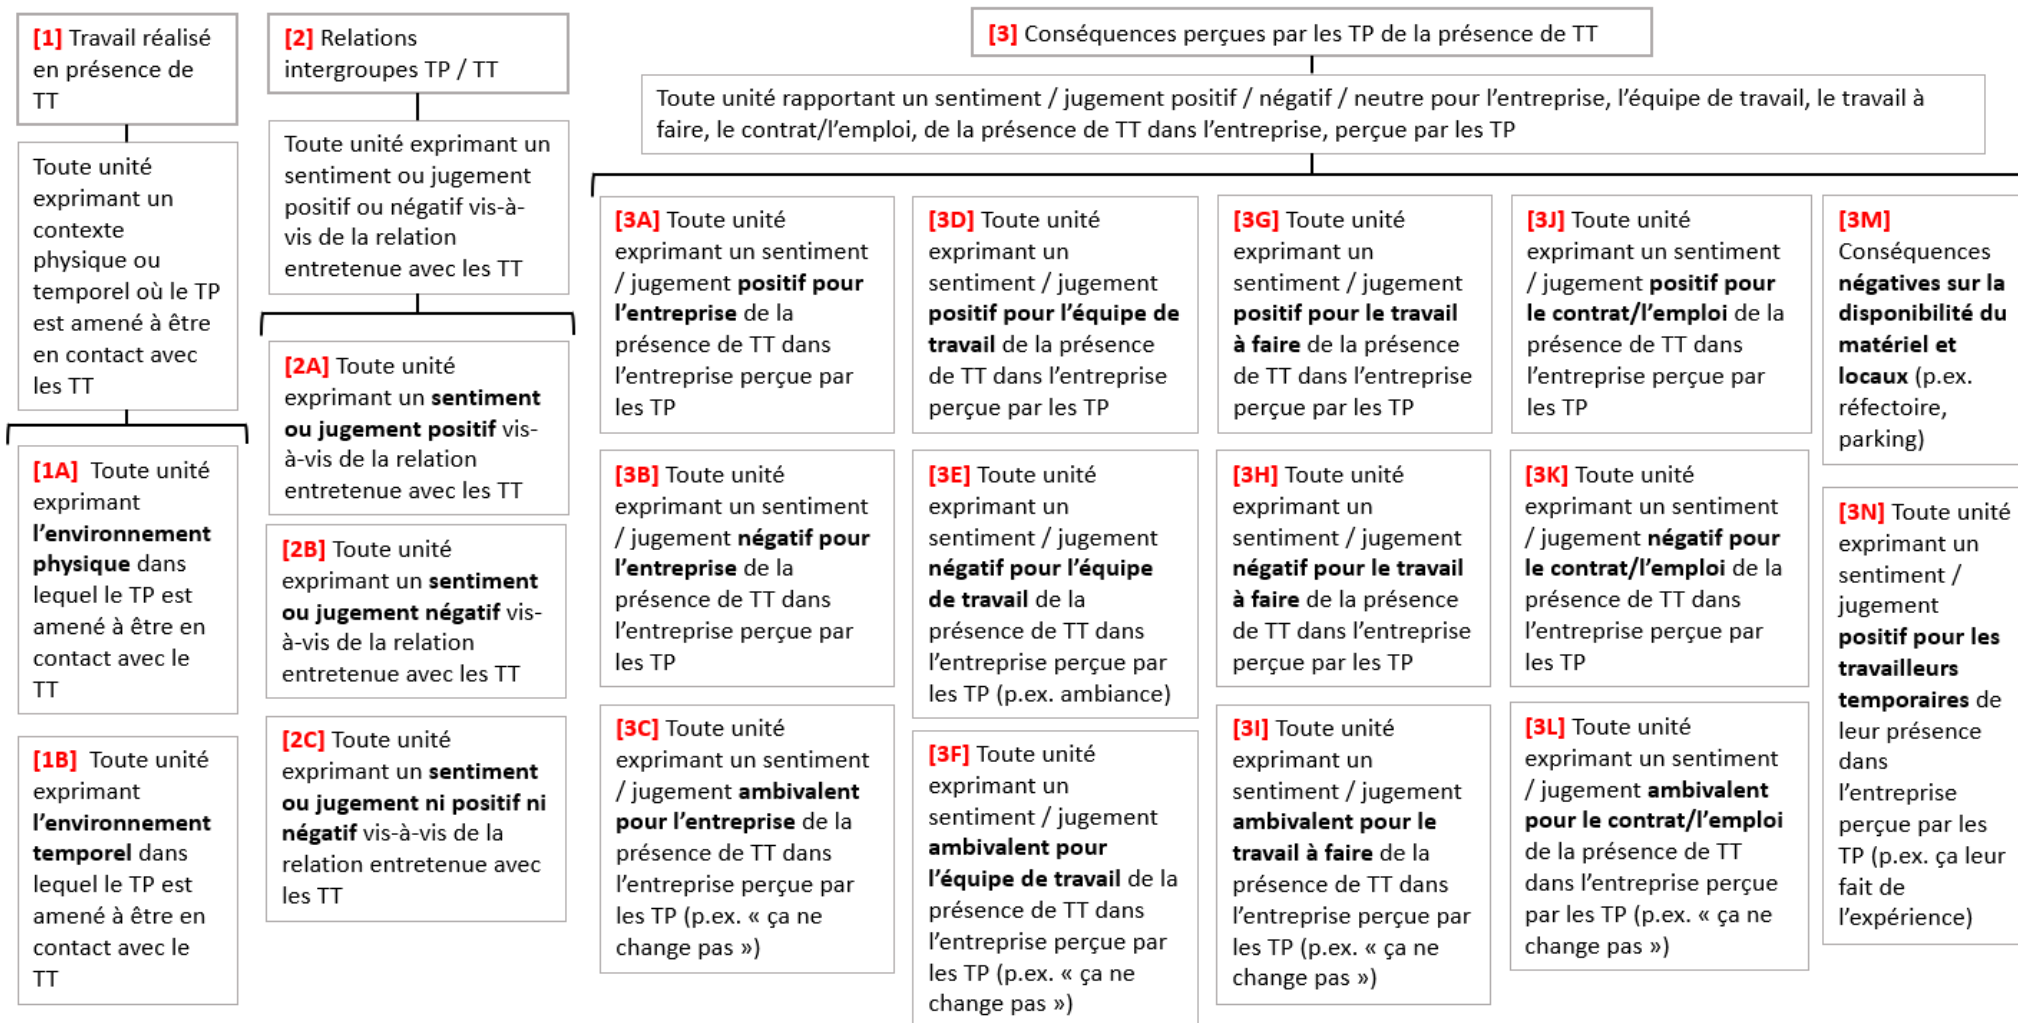 [1] Travail réalisé
en présence de
TT
Toute unité
exprimant un
contexte
physique ou
temporel où le TP
est amené à être
en contact avec
les TT
[1A] Toute unité
exprimant
l’environnement
physique dans
lequel le TP est
amené à être en
contact avec le
TT
[1B] Toute unité
exprimant
l’environnement
temporel dans
lequel le TP est
amené à être en
contact avec le
TT
[2] Relations
intergroupes TP / TT
Toute unité exprimant un
sentiment ou jugement
positif ou négatif vis-à-
vis de la relation
entretenue avec les TT
[2A] Toute unité
exprimant un sentiment
ou jugement positif vis-
à-vis de la relation
entretenue avec les TT
[2B] Toute unité
exprimant un sentiment
ou jugement négatif vis-
à-vis de la relation
entretenue avec les TT
[2C] Toute unité
exprimant un sentiment
ou jugement ni positif ni
négatif vis-à-vis de la
relation entretenue avec
les TT
[3] Conséquences perçues par les TP de la présence de TT
Toute unité rapportant un sentiment / jugement positif / négatif / neutre pour l’entreprise, l’équipe de travail, le travail à
faire, le contrat/l’emploi, de la présence de TT dans l’entreprise, perçue par les TP
[3A] Toute unité
exprimant un sentiment
/ jugement positif pour
l’entreprise de la
présence de TT dans
l’entreprise perçue par
les TP
[3B] Toute unité
exprimant un sentiment
/ jugement négatif pour
l’entreprise de la
présence de TT dans
l’entreprise perçue par
les TP
[3C] Toute unité
exprimant un sentiment
/ jugement ambivalent
pour l’entreprise de la
présence de TT dans
l’entreprise perçue par
les TP (p.ex. « ça ne
change pas »)
[3D] Toute unité
exprimant un
sentiment / jugement
positif pour l’équipe de
travail de la présence
de TT dans l’entreprise
perçue par les TP
[3E] Toute unité
exprimant un
sentiment / jugement
négatif pour l’équipe
de travail de la
présence de TT dans
l’entreprise perçue par
les TP (p.ex. ambiance)
[3F] Toute unité
exprimant un
sentiment / jugement
ambivalent pour
l’équipe de travail de la
présence de TT dans
l’entreprise perçue par
les TP (p.ex. « ça ne
change pas »)
[3G] Toute unité
exprimant un
sentiment / jugement
positif pour le travail
à faire de la présence
de TT dans l’entreprise
perçue par les TP
[3H] Toute unité
exprimant un
sentiment / jugement
négatif pour le travail
à faire de la présence
de TT dans l’entreprise
perçue par les TP
[3I] Toute unité
exprimant un
sentiment / jugement
ambivalent pour le
travail à faire de la
présence de TT dans
l’entreprise perçue par
les TP (p.ex. « ça ne
change pas »)
[3J] Toute unité
exprimant un sentiment
/ jugement positif pour
le contrat/l’emploi de la
présence de TT dans
l’entreprise perçue par
les TP
[3K] Toute unité
exprimant un sentiment
/ jugement négatif pour
le contrat/l’emploi de la
présence de TT dans
l’entreprise perçue par
les TP
[3L] Toute unité
exprimant un sentiment
/ jugement ambivalent
pour le contrat/l’emploi
de la présence de TT
dans l’entreprise perçue
par les TP (p.ex. « ça ne
change pas »)
[3M]
Conséquences
négatives sur la
disponibilité du
matériel et
locaux (p.ex.
réfectoire,
parking)
[3N] Toute unité
exprimant un
sentiment /
jugement
positif pour les
travailleurs
temporaires de
leur présence
dans
l’entreprise
perçue par les
TP (p.ex. ça leur
fait de
l’expérience)